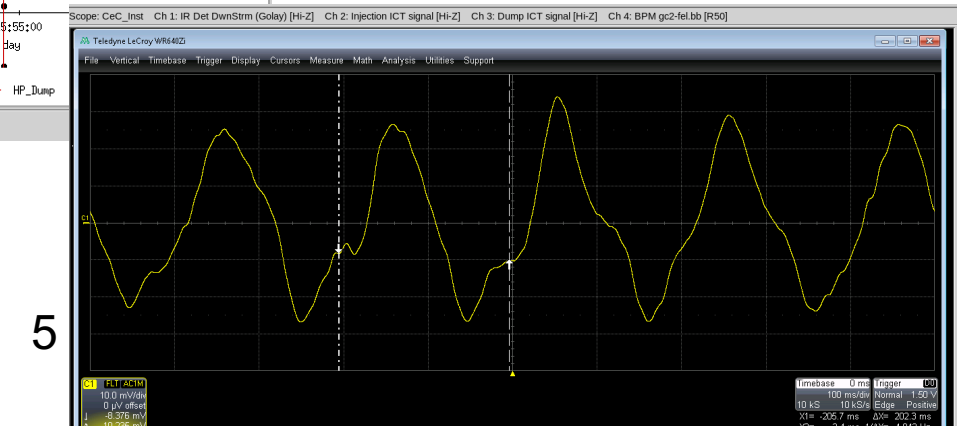 Scope: CeC_Inst Ch 1: IR Det DwnStrm (Golay) [Hi-Z] Ch 2: Injection ICT signal [Hi-Z] Ch 3: Dump ICT signal [Hi-Z] Ch 4: BPM gc2-fel.bb [R50]
5:55:00
day
HP_Dump
Teledyne LeCroy WR640Zi
File Vertical Timebase Trigger Display Cursors Measure Math Analysis Utilities Support
C1
5
C1 FLT AC1M
10.0 mV/div
0 µV offset
-8.376 mV
Timebase 0 ms Trigger
100 ms/div Normal 1.50 V
10 kS 10 kS/s Edge Positive
X1= -205.7 ms ΔX= 202.3 ms